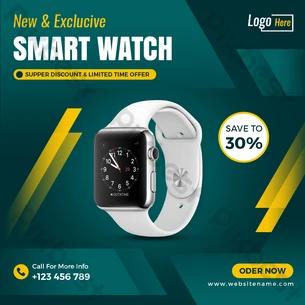 New & Exclucive
Logo Here
SMART WATCH
SUPPER DISCOUNT & LIMITED TIME OFFER
SAVE TO
30%
Call For More Info
+123 456 789
ODER NOW
www.websitename.com